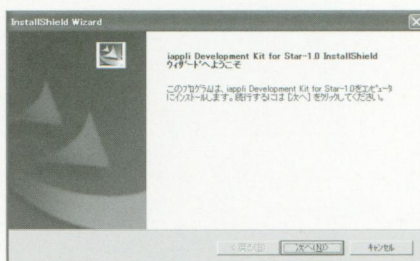 InstallShield Wizard
iappli Development Kit for Star-1.0 InstallShield
ウィザードへようこそ
このプログラムは、iappli Development Kit for Star-1.0をコンピュータ
にインストールします。続行するには [次へ] をクリックしてください。
< 戻る(B)
次へ(N)>
キャンセル